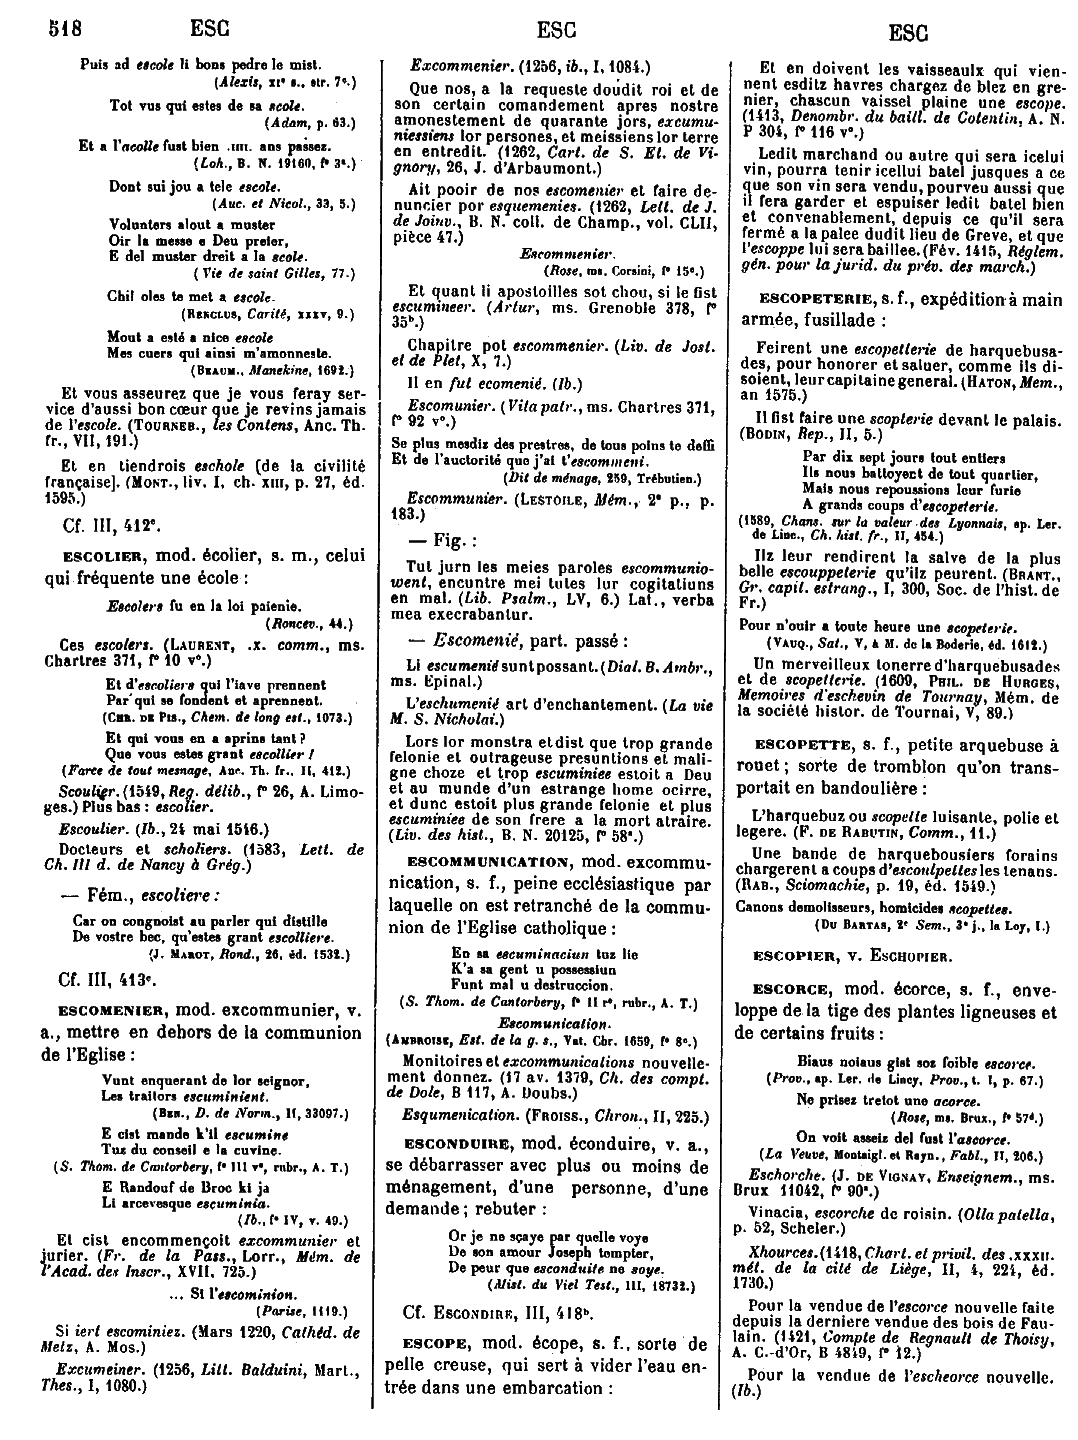 518 ESC ESC ESC
Puis ad escole li bons pedre le mist.
(Alexis, XIe s., str. 7e.)
Tot vus qui estes de sa scole.
(Adam, p. 63.)
Et a l'acolle fust bien .IIII. ans passez.
(Loh., B. N. 19160, f° 3a.)
Dont sui jou a tele escole.
(Auc. et Nicol., 33, 5.)
Volunters alout a muster
Oir la messe e Deu preier,
E del muster dreit a la scole.
(Vie de saint Gilles, 77.)
Chil oles te met a escole.
(RENCLUS, Carité, XXXV, 9.)
Mout a esté a nice escole
Mes cuers qui ainsi m'amonneste.
(BEAUM., Manekine, 1692.)
Et vous asseurez que je vous feray ser-
vice d'aussi bon cœur que je revins jamais
de l'escole. (TOURNEB., les Contens, Anc. Th.
fr., VII, 191.)
Et en tiendrois eschole [de la civilité
française]. (MONT., liv. I, ch. XIII, p. 27, éd.
1595.)
Cf. III, 412c.
ESCOLIER, mod. écolier, s. m., celui
qui fréquente une école :
Escolers fu en la loi paienie.
(Roncev., 44.)
Ces escolers. (LAURENT, .X. comm., ms.
Chartres 371, f° 10 v°.)
Et d'escoliers qui l'iave prennent
Par qui se fondent et aprennent.
(CHR. DE PIS., Chem. de long est., 1073.)
Et qui vous en a aprins tant ?
Que vous estes grant escollier !
(Farce de tout mesnage, Anc. Th. fr., II, 412.)
Scoulier. (1549, Reg. délib., f° 26, A. Limo-
ges.) Plus bas : escolier.
Escoulier. (Ib., 24 mai 1546.)
Docteurs et scholiers. (1583, Lett. de
Ch. III d. de Nancy à Grég.)
— Fém., escoliere :
Car on congnoist au parler qui distille
De vostre bec, qu'estes grant escolliere.
(J. MAROT, Rond., 26, éd. 1532.)
Cf. III, 413c.
ESCOMENIER, mod. excommunier, v.
a., mettre en dehors de la communion
de l'Eglise :
Vunt enquerant de lor seignor,
Les traitors escuminient.
(BEN., D. de Norm., II, 33097.)
E cist mande k'il escumine
Tuz du conseil e la cuvine.
(S. Thom. de Cantorbery, f° III v°, rubr., A. T.)
E Randouf de Broc ki ja
Li arcevesque escuminia.
(Ib., f° IV, v. 49.)
Et cist encommençoit excommunier et
jurier. (Fr. de la Pass., Lorr., Mém. de
l'Acad. des Inscr., XVII, 725.)
... Si l'escominion.
(Parise, 1119.)
Si iert escominiez. (Mars 1220, Cathéd. de
Metz, A. Mos.)
Excumeiner. (1256, Litt. Balduini, Mart.,
Thes., I, 1080.)
Excommenier. (1256, ib., I, 1084.)
Que nos, a la requeste doudit roi et de
son certain comandement apres nostre
amonestement de quarante jors, excumu-
niessiens lor persones, et meissiens lor terre
en entredit. (1262, Cart. de S. Et. de Vi-
gnory, 26, J. d'Arbaumont.)
Ait pooir de nos escomenier et faire de-
nuncier por esquemenies. (1262, Lett. de J.
de Joinv., B. N. coll. de Champ., vol. CLII,
pièce 47.)
Escommenier.
(Rose, ms. Corsini, f° 15a.)
Et quant li apostoilles sot chou, si le fist
escumineer. (Artur, ms. Grenoble 378, f°
35b.)
Chapitre pot escommenier. (Liv. de Jost.
et de Plet, X, 7.)
Il en fut ecomenié. (Ib.)
Escomunier. (Vita patr., ms. Chartres 371,
f° 92 v°.)
Se plus mesdiz des prestres, de tous poins te deffi
Et de l'auctorité que j'ai t'escommeni.
(Dit de ménage, 259, Trébutien.)
Escommunier. (LESTOILE, Mém., 2e p., p.
183.)
— Fig. :
Tut jurn les meies paroles escommunio-
went, encuntre mei tutes lur cogitatiuns
en mal. (Lib. Psalm., LV, 6.) Lat., verba
mea execrabantur.
— Escomenié, part. passé :
Li escumenié sunt possant. (Dial. B. Ambr.,
ms. Epinal.)
L'eschumenié art d'enchantement. (La vie
M. S. Nicholai.)
Lors lor monstra et dist que trop grande
felonie et outrageuse presuntions et mali-
gne choze et trop escuminiee estoit a Deu
et au munde d'un estrange home ocirre,
et dunc estoit plus grande felonie et plus
escuminiee de son frere a la mort atraire.
(Liv. des hist., B. N. 20125, f° 58a.)
ESCOMMUNICATION, mod. excommu-
nication, s. f., peine ecclésiastique par
laquelle on est retranché de la commu-
nion de l'Eglise catholique :
En sa escuminaciun tuz lie
K'a sa gent u possessiun
Funt mal u destruccion.
(S. Thom. de Cantorbery, f° II r°, rubr., A. T.)
Escomunication.
(AMBROISE, Est. de la g. s., Vat. Chr. 1659, f° 8a.)
Monitoires et excommunications nouvelle-
ment donnez. (17 av. 1379, Ch. des compt.
de Dole, B 117, A. Doubs.)
Esqumenication. (FROISS., Chron., II, 225.)
ESCONDUIRE, mod. éconduire, v. a.,
se débarrasser avec plus ou moins de
ménagement, d'une personne, d'une
demande ; rebuter :
Or je ne sçaye par quelle voye
De son amour Joseph tempter,
De peur que esconduite ne soye.
(Mist. du Viel Test., III, 18732.)
Cf. ESCONDIRE, III, 418b.
ESCOPE, mod. écope, s. f., sorte de
pelle creuse, qui sert à vider l'eau en-
trée dans une embarcation :
Et en doivent les vaisseaulx qui vien-
nent esditz havres chargez de blez en gre-
nier, chascun vaissel plaine une escope.
(1413, Denombr. du baill. de Cotentin, A. N.
P 304, f° 116 v°.)
Ledit marchand ou autre qui sera icelui
vin, pourra tenir icellui batel jusques a ce
que son vin sera vendu, pourveu aussi que
il fera garder et espuiser ledit batel bien
et convenablement, depuis ce qu'il sera
fermé a la palee dudit lieu de Greve, et que
l'escoppe lui sera baillee. (Fév. 1415, Réglem.
gén. pour la jurid. du prév. des march.)
ESCOPETERIE, s. f., expédition à main
armée, fusillade :
Feirent une escopetterie de harquebusa-
des, pour honorer et saluer, comme ils di-
soient, leur capitaine general. (HATON, Mem.,
an 1575.)
Il fist faire une scopterie devant le palais.
(BODIN, Rep., II, 5.)
Par dix sept jours tout entiers
Ils nous battoyent de tout quartier,
Mais nous repoussions leur furie
A grands coups d'escopeterie.
(1589, Chans. sur la valeur des Lyonnais, ap. Ler.
de Linc., Ch. hist. fr., II, 454.)
Ilz leur rendirent la salve de la plus
belle escouppeterie qu'ilz peurent. (BRANT.,
Gr. capit. estrang., I, 300, Soc. de l'hist. de
Fr.)
Pour n'ouir a toute heure une scopeterie.
(VAUQ., Sat., V, à M. de la Boderie, éd. 1612.)
Un merveilleux tonerre d'harquebusades
et de scopetterie. (1609, PHIL. DE HURGES,
Memoires d'eschevin de Tournay, Mém. de
la société histor. de Tournai, V, 89.)
ESCOPETTE, s. f., petite arquebuse à
rouet ; sorte de tromblon qu'on trans-
portait en bandoulière :
L'harquebuz ou scopette luisante, polie et
legere. (F. DE RABUTIN, Comm., 11.)
Une bande de harquebousiers forains
chargerent a coups d'escoulpettes les tenans.
(RAB., Sciomachie, p. 19, éd. 1549.)
Canons demolisseurs, homicides scopettes.
(DU BARTAS, 2e Sem., 3e j., la Loy, I.)
ESCOPIER, v. ESCHOPIER.
ESCORCE, mod. écorce, s. f., enve-
loppe de la tige des plantes ligneuses et
de certains fruits :
Biaus noiaus gist soz foible escorce.
(Prov., ap. Ler. de Lincy, Prov., t. I, p. 67.)
Ne prisez tretot une acorce.
(Rose, ms. Brux., f° 57d.)
On voit asseiz del fust l'ascorce.
(La Veuve, Montaigl. et Rayn., Fabl., II, 206.)
Eschorche. (J. DE VIGNAY, Enseignem., ms.
Brux 11042, f° 90a.)
Vinacia, escorche de roisin. (Olla patella,
p. 52, Scheler.)
Xhources. (1418, Chart. et privil. des .XXXII.
mét. de la cité de Liège, II, 4, 224, éd.
1730.)
Pour la vendue de l'escorce nouvelle faite
depuis la derniere vendue des bois de Fau-
lain. (1421, Compte de Regnault de Thoisy,
A. C.-d'Or, B 4849, f° 12.)
Pour la vendue de l'escheorce nouvelle.
(Ib.)